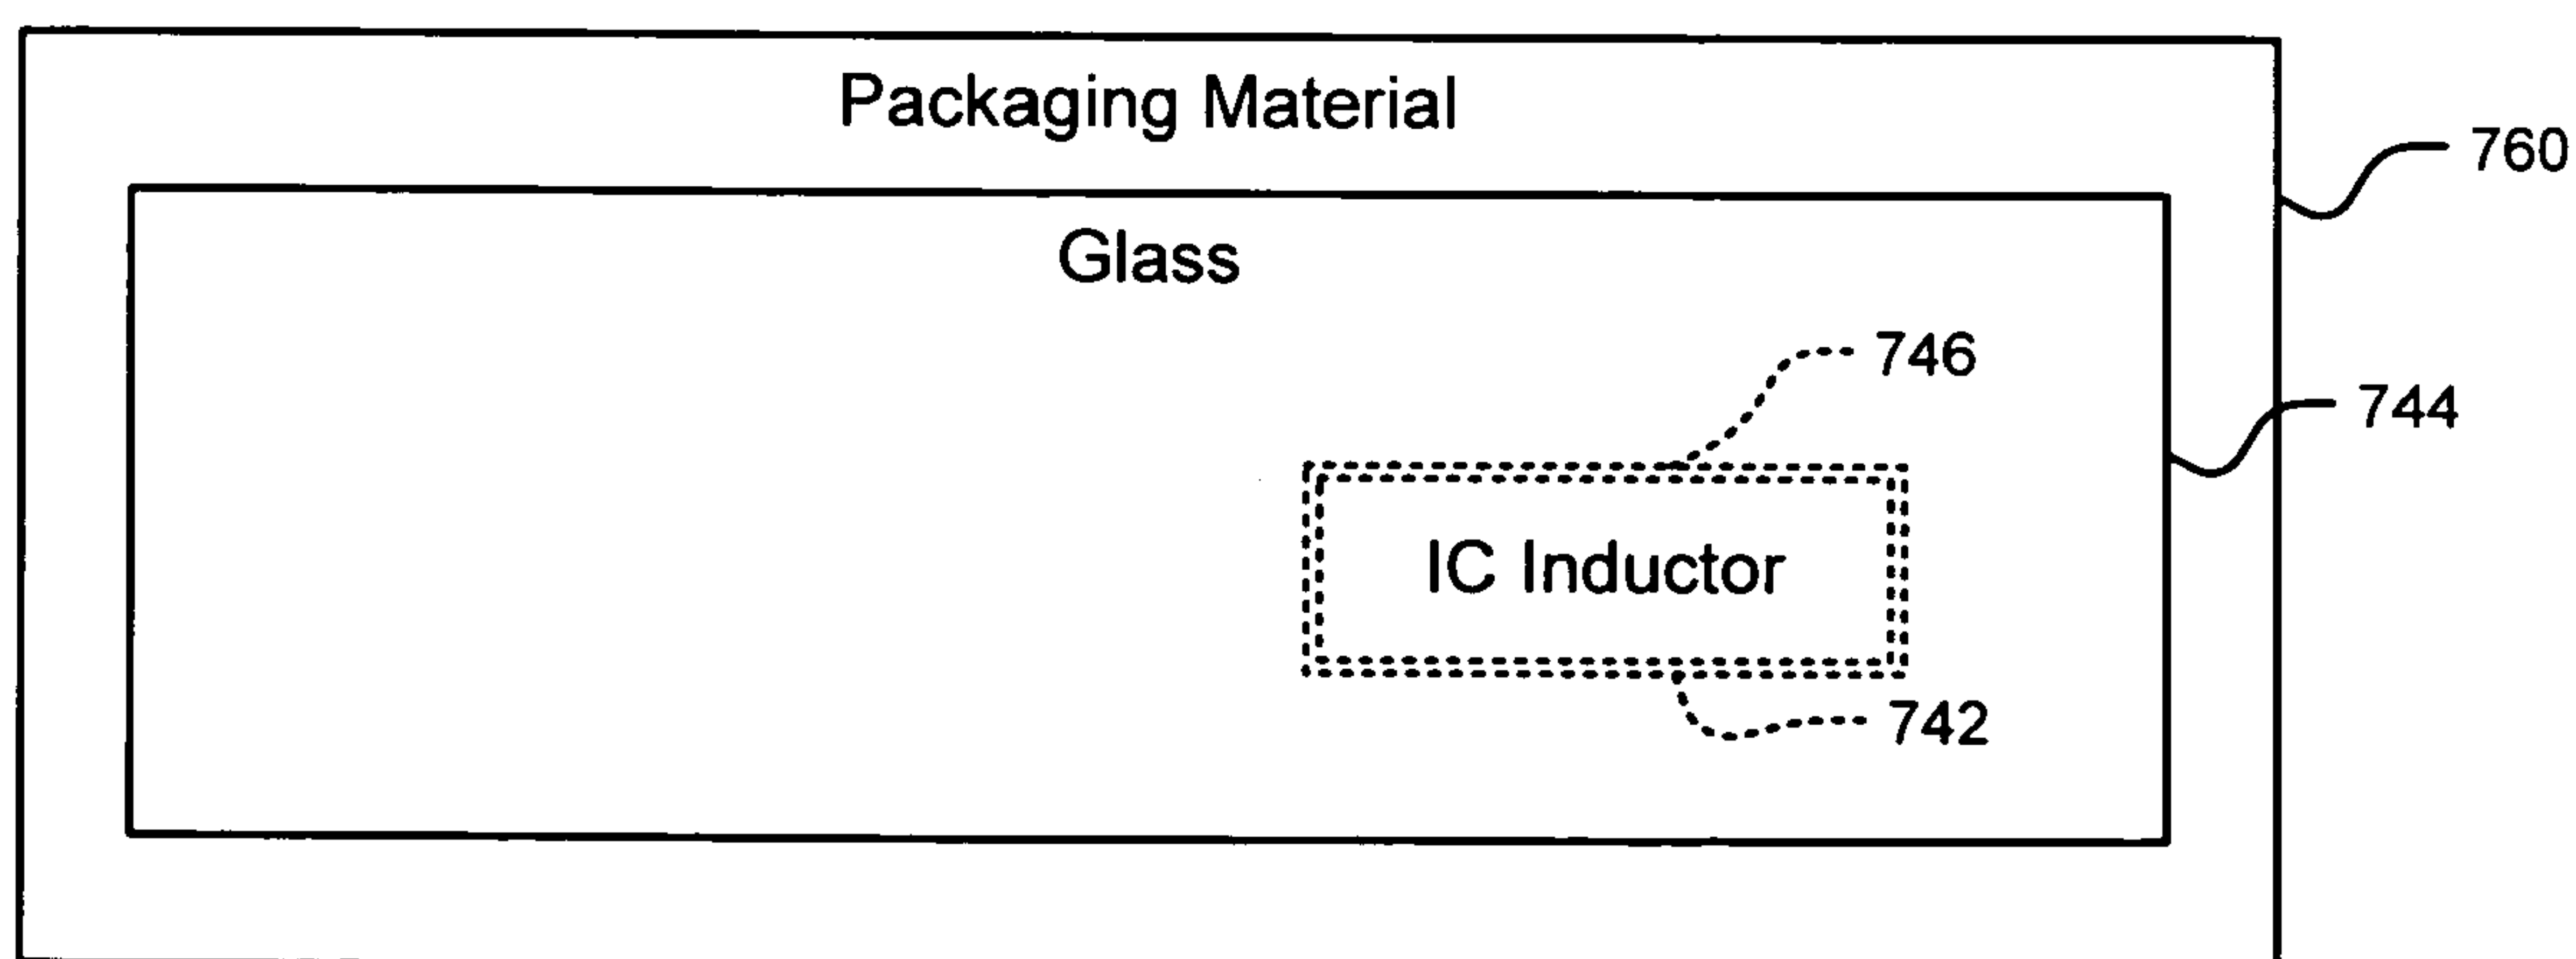 Packaging Material
760
Glass
746
744
IC Inductor
742